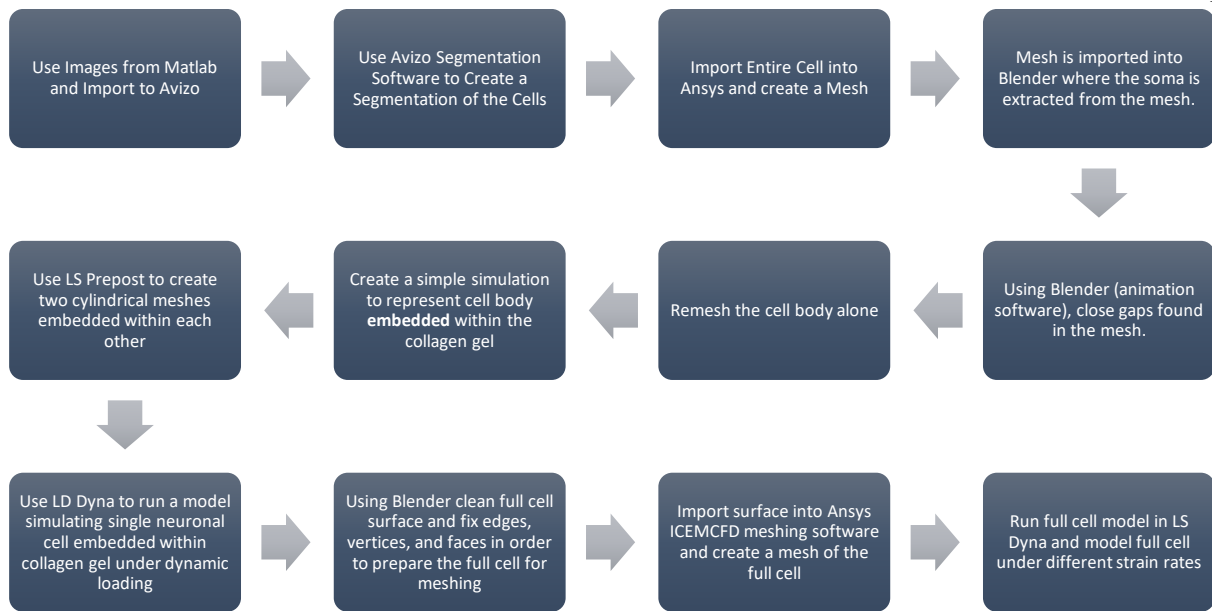 Use Images from Matlab
and Import to Avizo
Use Avizo Segmentation
Software to Create a
Segmentation of the Cells
Import Entire Cell into
Ansys and create a Mesh
Mesh is imported into
Blender where the soma is
extracted from the mesh.
Using Blender (animation
software), close gaps found
in the mesh.
Remesh the cell body alone
Create a simple simulation
to represent cell body
embedded within the
collagen gel
Use LS Prepost to create
two cylindrical meshes
embedded within each
other
Use LD Dyna to run a model
simulating single neuronal
cell embedded within
collagen gel under dynamic
loading
Using Blender clean full cell
surface and fix edges,
vertices, and faces in order
to prepare the full cell for
meshing
Import surface into Ansys
ICEMCFD meshing software
and create a mesh of the
full cell
Run full cell model in LS
Dyna and model full cell
under different strain rates